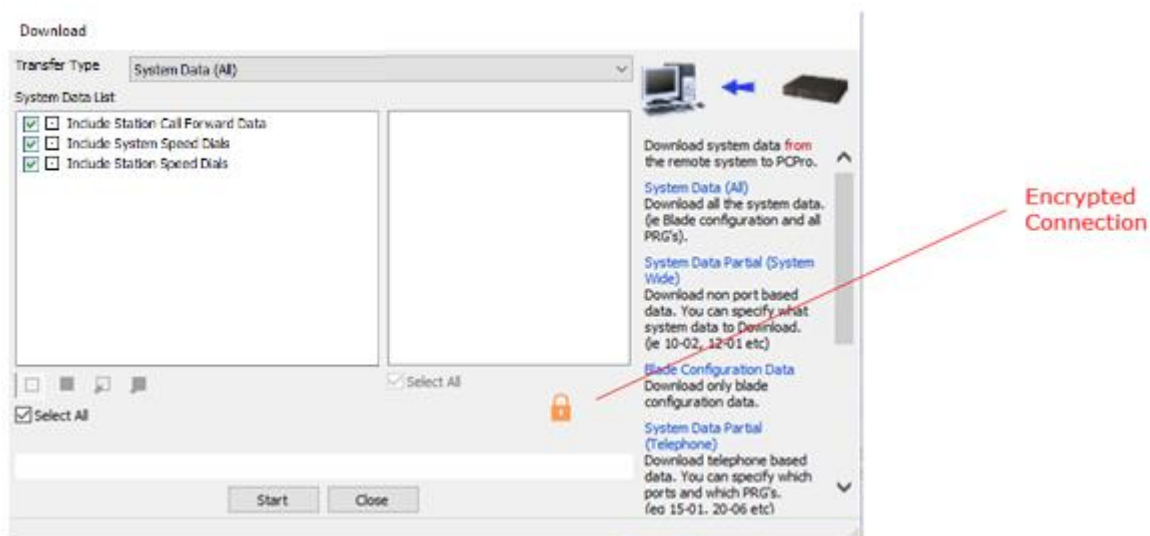 Download
Transfer Type
System Data (All)
System Data List
Include Station Call Forward Data
Include System Speed Dials
Include Station Speed Dials
Select All
Select All
Start
Close
Download system data from
the remote system to PCPro.
System Data (All)
Download all the system data.
(ie Blade configuration and all
PRG's).
System Data Partial (System
Wide)
Download non port based
data. You can specify what
system data to Download.
(ie 10-02, 12-01 etc)
Blade Configuration Data
Download only blade
configuration data.
System Data Partial
(Telephone)
Download telephone based
data. You can specify which
ports and which PRG's.
(eg 15-01, 20-06 etc)
Encrypted
Connection